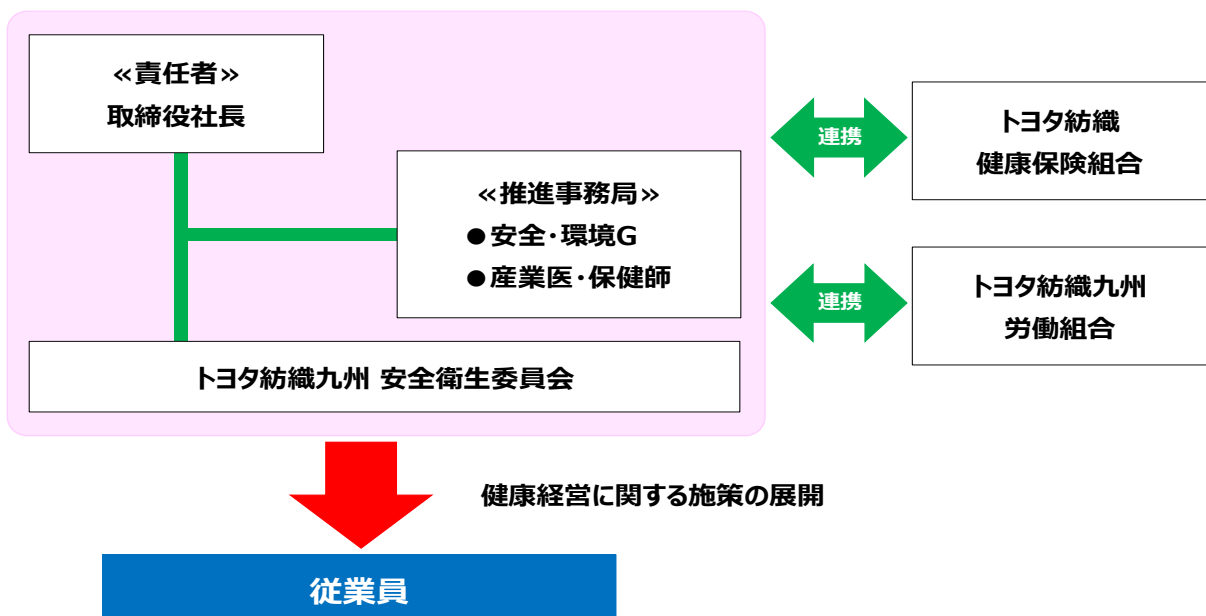 ≪責任者≫
取締役社長
≪推進事務局≫
●安全・環境G
●産業医・保健師
トヨタ紡織九州 安全衛生委員会
連携
トヨタ紡織
健康保険組合
連携
トヨタ紡織九州
労働組合
健康経営に関する施策の展開
従業員